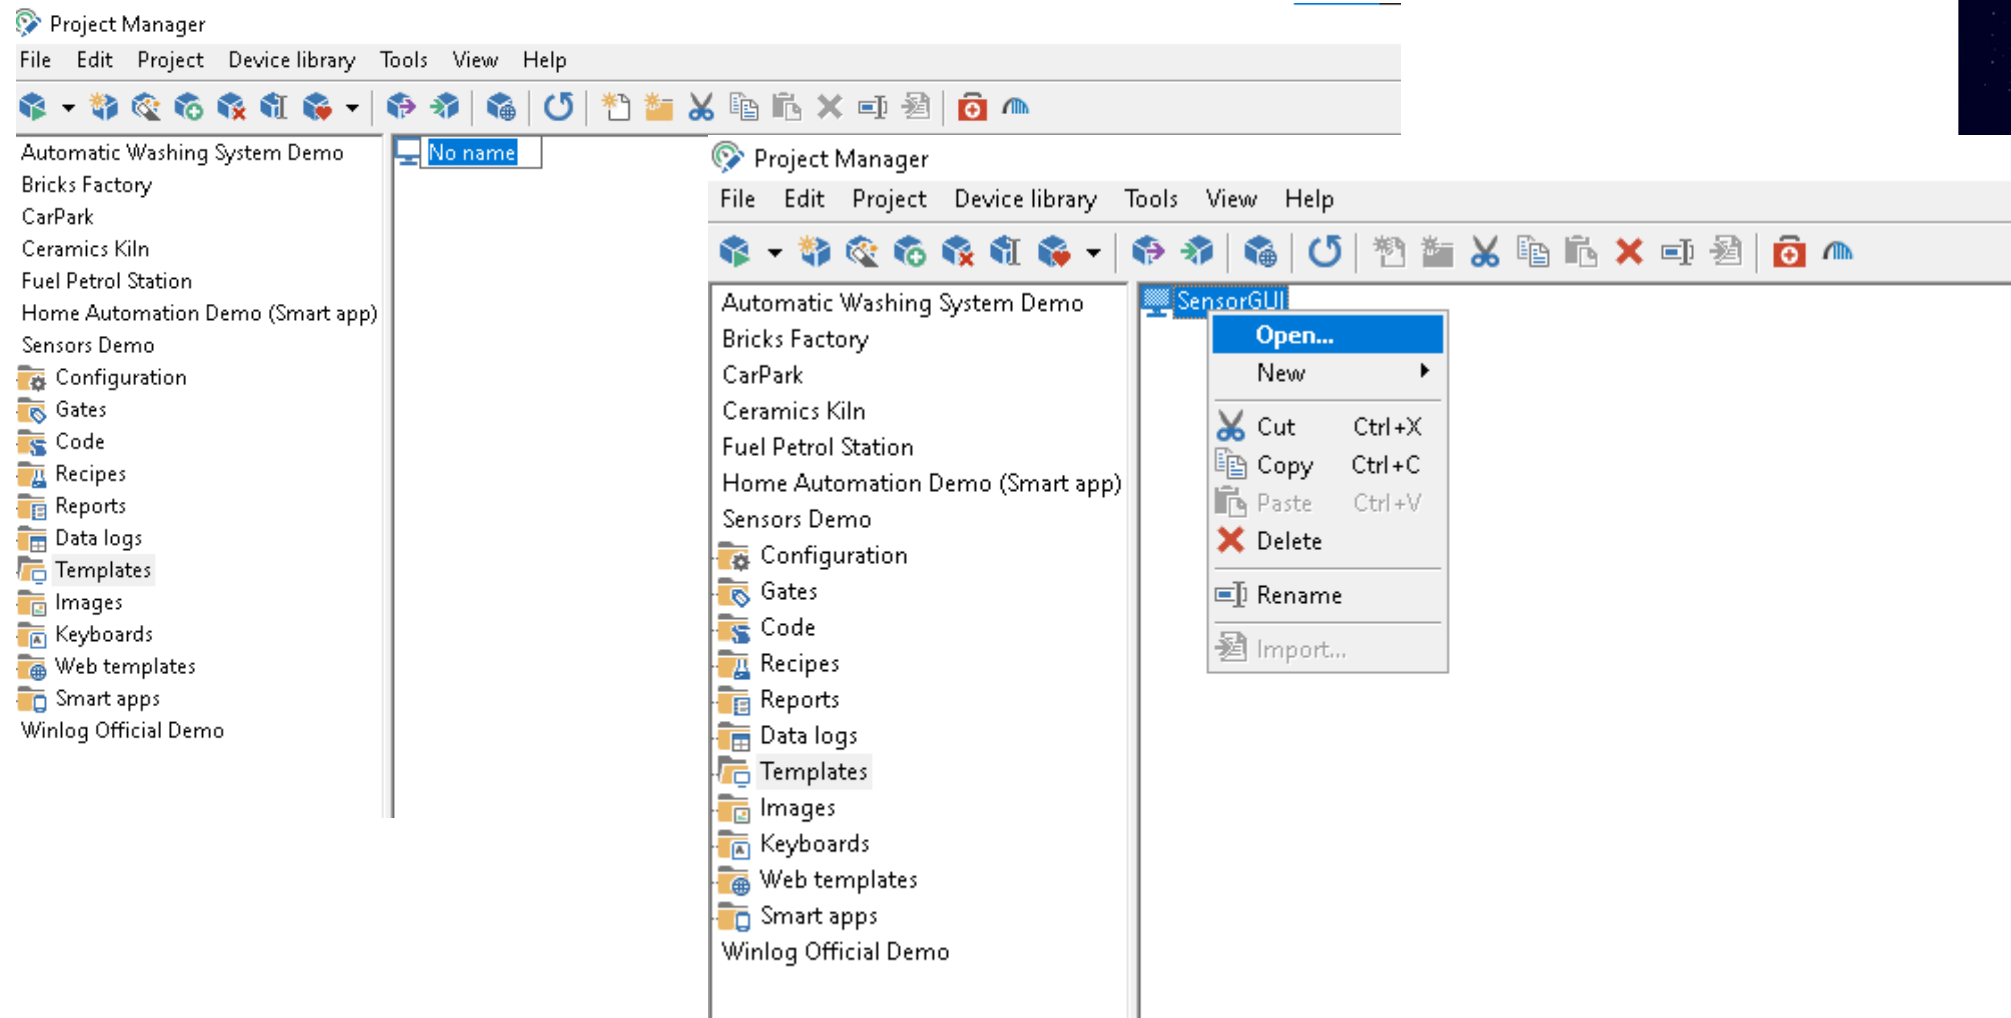 Project Manager
File Edit Project Device library Tools View Help
Automatic Washing System Demo
Bricks Factory
CarPark
Ceramics Kiln
Fuel Petrol Station
Home Automation Demo (Smart app)
Sensors Demo
Configuration
Gates
Code
Recipes
Reports
Data logs
Templates
Images
Keyboards
Web templates
Smart apps
Winlog Official Demo
No name
Project Manager
File Edit Project Device library Tools View Help
Automatic Washing System Demo
Bricks Factory
CarPark
Ceramics Kiln
Fuel Petrol Station
Home Automation Demo (Smart app)
Sensors Demo
Configuration
Gates
Code
Recipes
Reports
Data logs
Templates
Images
Keyboards
Web templates
Smart apps
Winlog Official Demo
SensorGUI
Open...
New
Cut Ctrl+X
Copy Ctrl+C
Paste Ctrl+V
Delete
Rename
Import...